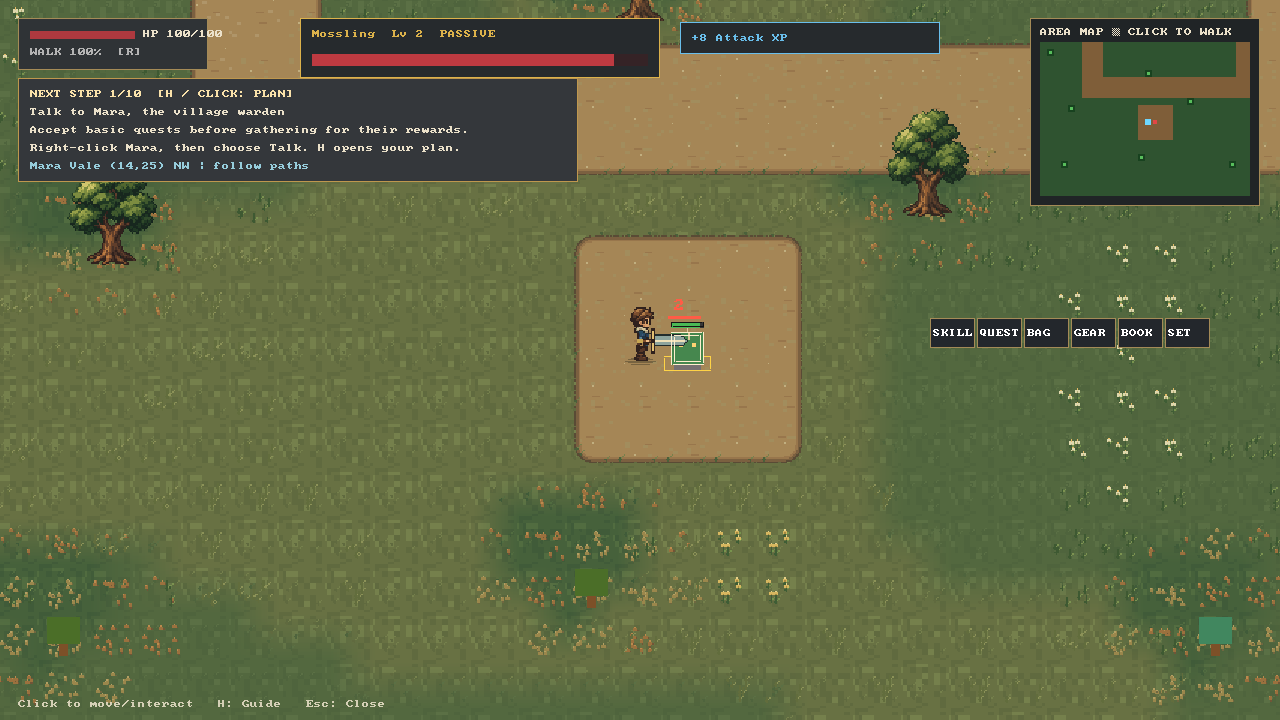 HP 100/100
WALK 100% [R]
Mossling Lv 2 PASSIVE
+8 Attack XP
AREA MAP ▒ CLICK TO WALK
NEXT STEP 1/10 [H / CLICK: PLAN]
Talk to Mara, the village warden
Accept basic quests before gathering for their rewards.
Right-click Mara, then choose Talk. H opens your plan.
Mara Vale (14,25) NW ¦ follow paths
2
SKILL QUEST BAG GEAR BOOK SET
Click to move/interact H: Guide Esc: Close